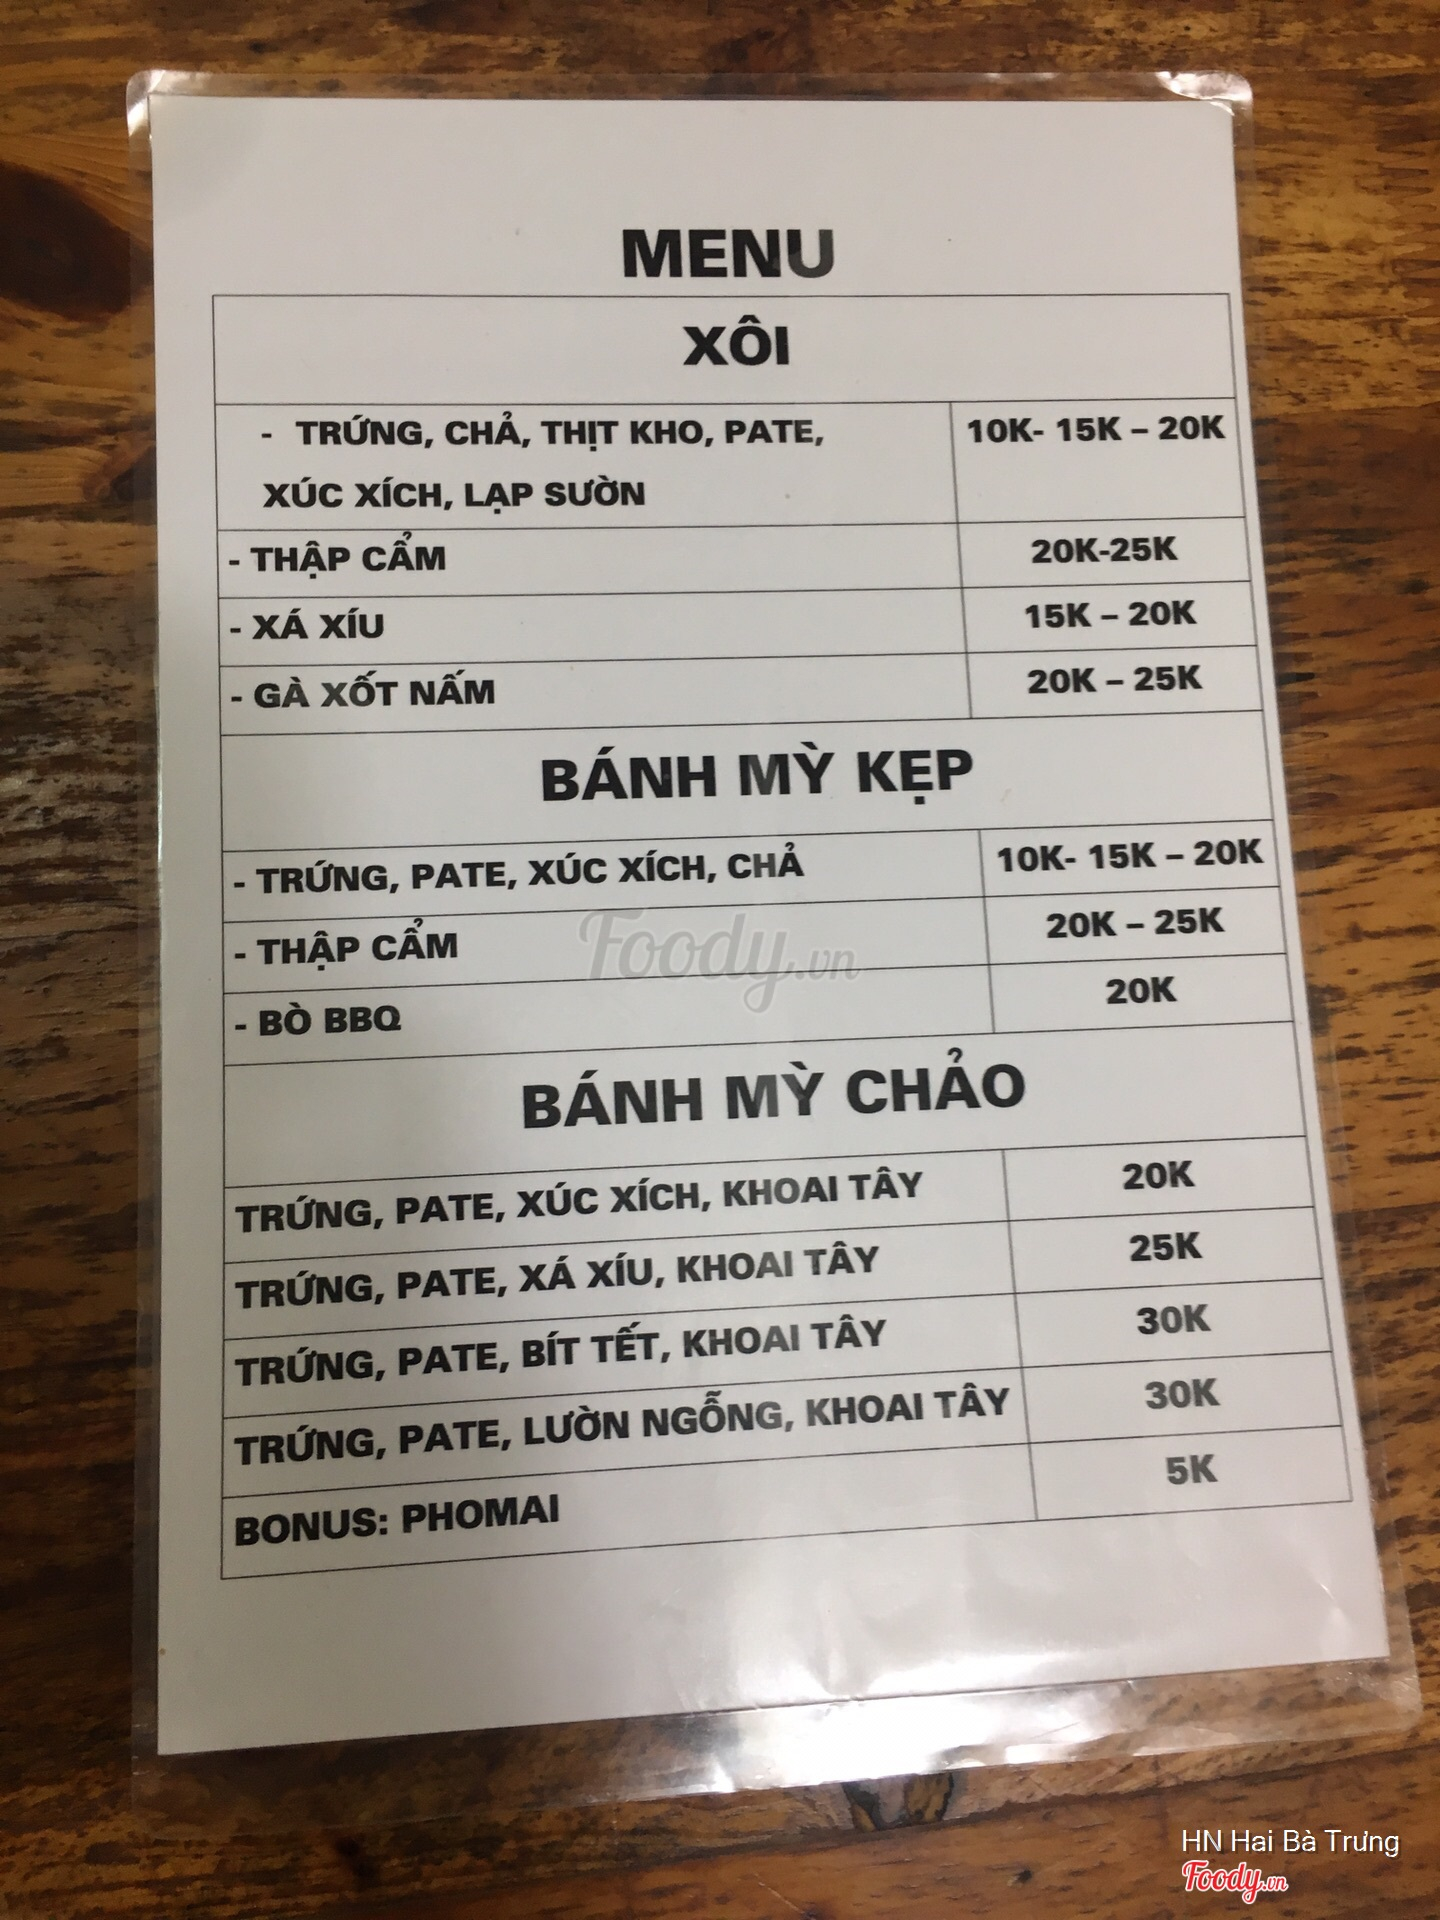 MENU
XÔI
- TRỨNG, CHẢ, THỊT KHO, PATE,
XÚC XÍCH, LẠP SƯỜN
10K- 15K – 20K
- THẬP CẨM
20K-25K
- XÁ XÍU
15K – 20K
- GÀ XỐT NẤM
20K – 25K
BÁNH MỲ KẸP
- TRỨNG, PATE, XÚC XÍCH, CHẢ
10K- 15K – 20K
- THẬP CẨM
20K – 25K
- BÒ BBQ
20K
BÁNH MỲ CHẢO
TRỨNG, PATE, XÚC XÍCH, KHOAI TÂY
20K
TRỨNG, PATE, XÁ XÍU, KHOAI TÂY
25K
TRỨNG, PATE, BÍT TẾT, KHOAI TÂY
30K
TRỨNG, PATE, LƯỜN NGỖNG, KHOAI TÂY
30K
BONUS: PHOMAI
5K
Foody.vn
HN Hai Bà Trưng
Foody.vn